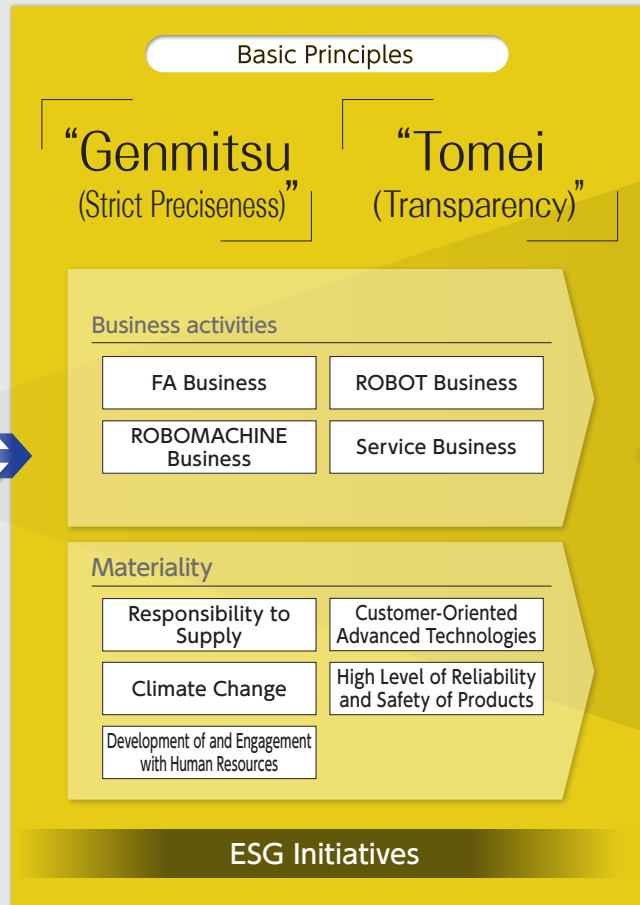 Basic Principles
“Genmitsu
(Strict Preciseness)”
“Tomei
(Transparency)”
Business activities
FA Business
ROBOT Business
ROBOMACHINE
Business
Service Business
Materiality
Responsibility to
Supply
Customer-Oriented
Advanced Technologies
Climate Change
High Level of Reliability
and Safety of Products
Development of and Engagement
with Human Resources
ESG Initiatives